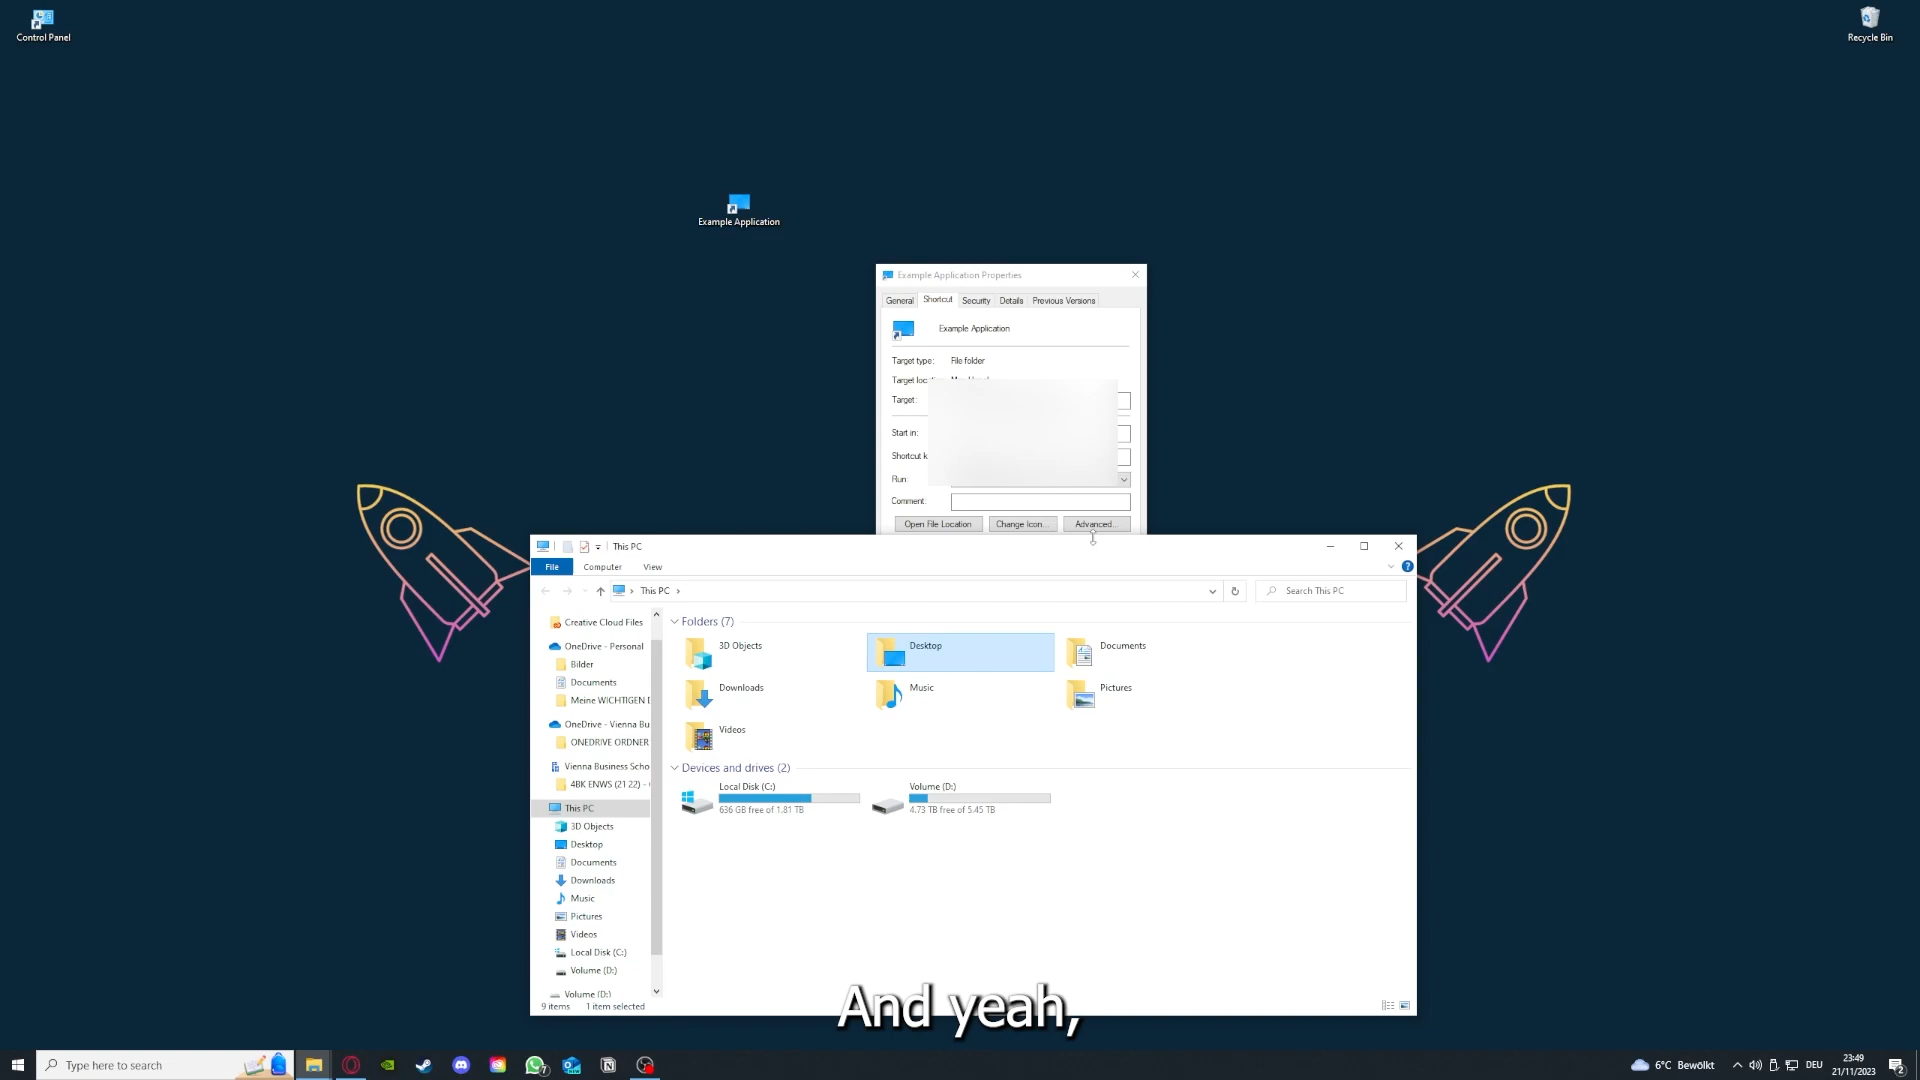 Control Panel
Recycle Bin
Example Application
Example Application Properties
General Shortcut Security Details Previous Versions
Example Application
Target type: File folder
Target
Target:
Start in:
Shortcut
Run:
Comment:
Open File Location Change Icon... Advanced...
This PC
File Computer View
This PC
Search This PC
Creative Cloud Files
OneDrive - Personal
Bilder
Documents
Meine WICHTIGEN
OneDrive - Vienna Bu
ONEDRIVE ORDNER
Vienna Business Scho
4BK ENWS (21 22) -
This PC
3D Objects
Desktop
Documents
Downloads
Music
Pictures
Videos
Local Disk (C:)
Volume (D:)
Volume (D:)
Folders (7)
3D Objects
Desktop
Documents
Downloads
Music
Pictures
Videos
Devices and drives (2)
Local Disk (C:)
636 GB free of 1.81 TB
Volume (D:)
4.73 TB free of 5.45 TB
9 items 1 item selected
And yeah,
Type here to search
7
6°C Bewölkt
DEU
23:49
21/11/2023
2